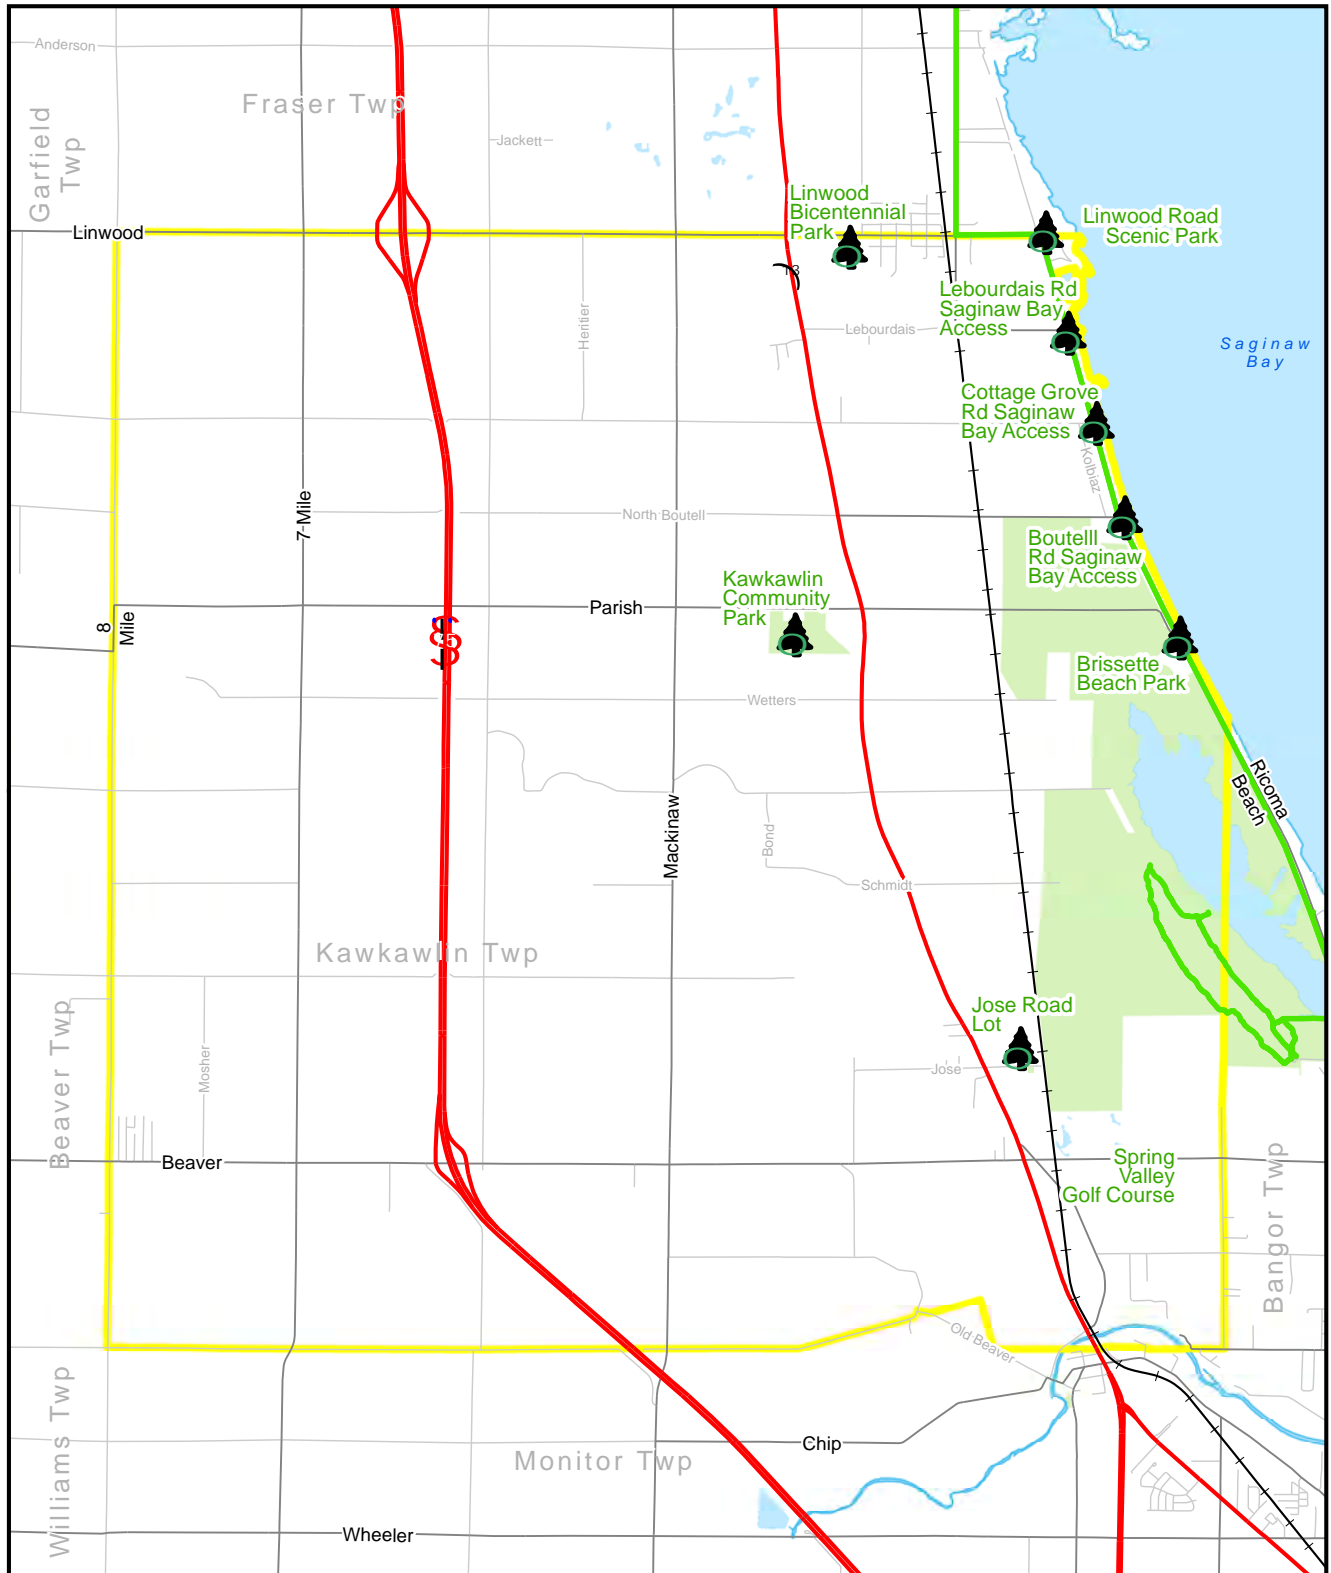 Anderson
Fraser Twp
Garfield
Twp
Jackett
Linwood
Linwood
Bicentennial
Park
Linwood Road
Scenic Park
13
Lebourdais Rd
Saginaw Bay
Access
Heritier
Lebourdais
Saginaw
Bay
Cottage Grove
Rd Saginaw
Bay Access
Kolbiaz
7-Mile
North Boutell
Boutelll
Rd Saginaw
Bay Access
Kawkawlin
Community
Park
Parish
8
Mile
Brissette
Beach Park
Wetters
Ricoma
Beach
Mackinaw
Bond
Schmidt
Kawkawlin Twp
Jose Road
Lot
Beaver Twp
Mosher
Jose
Beaver
Spring
Valley
Golf Course
Bangor Twp
Old Beaver
Williams Twp
Chip
Monitor Twp
Wheeler